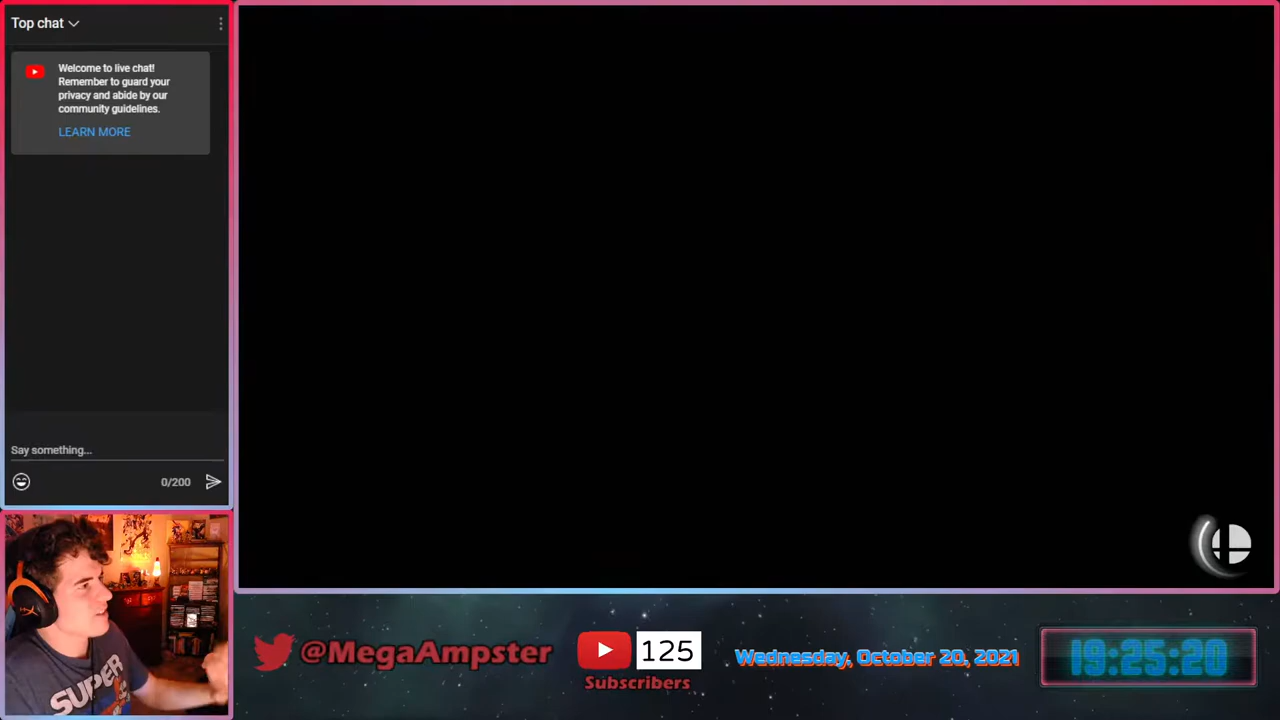 Top chat
Welcome to live chat!
Remember to guard your
privacy and abide by our
community guidelines.
LEARN MORE
Say something...
0/200
SUPER
@MegaAmpster
125
Subscribers
Wednesday, October 20, 2021
19:25:20